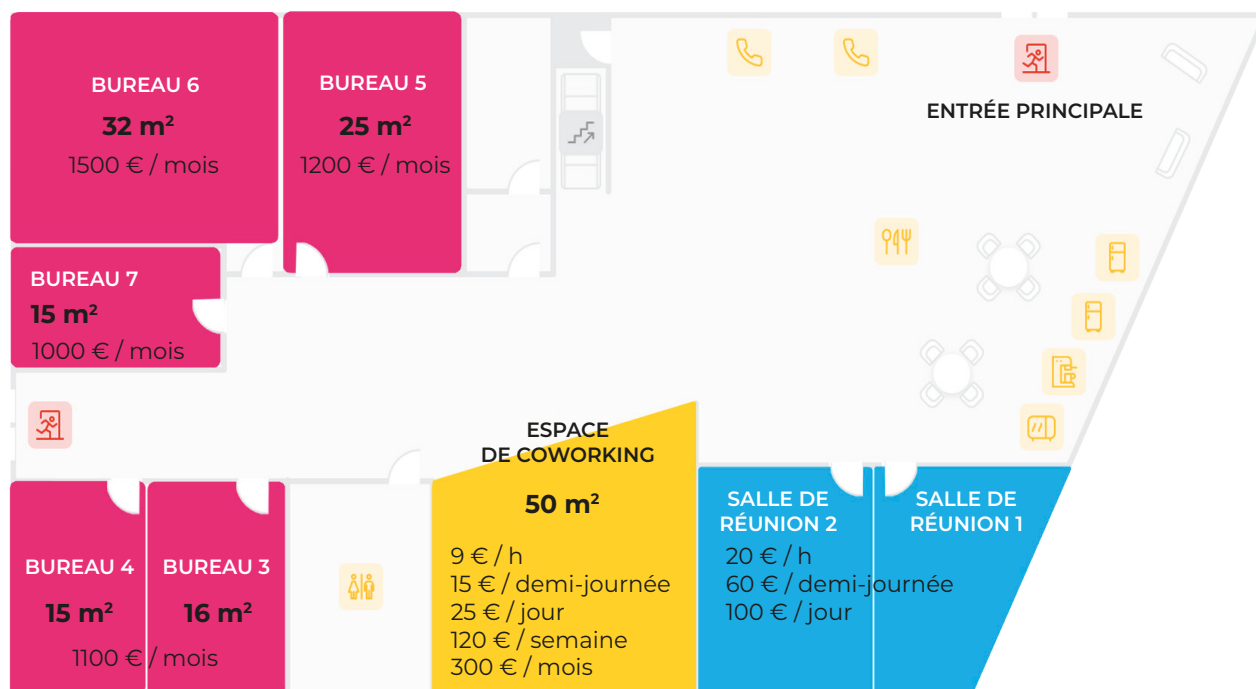 BUREAU 6
32 m²
1500 € / mois
BUREAU 5
25 m²
1200 € / mois
ENTRÉE PRINCIPALE
BUREAU 7
15 m²
1000 € / mois
ESPACE
DE COWORKING
50 m²
9 € / h
15 € / demi-journée
25 € / jour
120 € / semaine
300 € / mois
SALLE DE
RÉUNION 2
SALLE DE
RÉUNION 1
20 € / h
60 € / demi-journée
100 € / jour
BUREAU 4
15 m²
BUREAU 3
16 m²
1100 € / mois